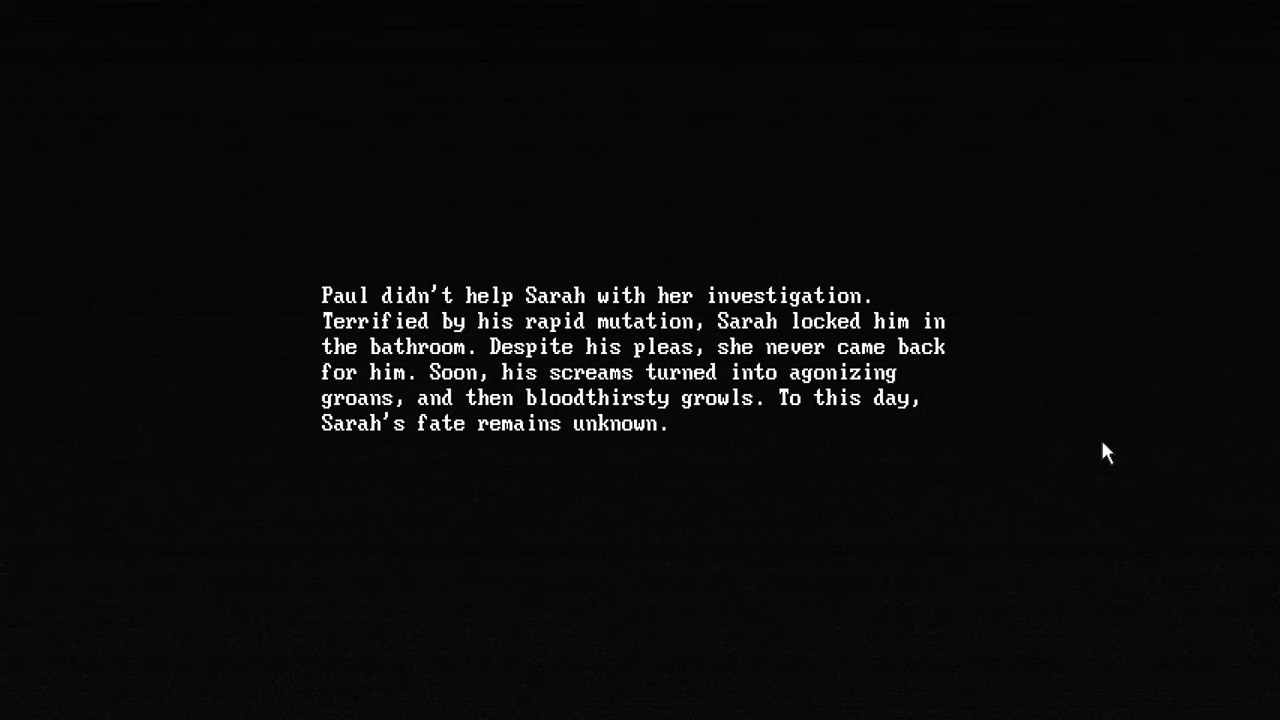 Paul didn't help Sarah with her investigation.
Terrified by his rapid mutation, Sarah locked him in
the bathroom. Despite his pleas, she never came back
for him. Soon, his screams turned into agonizing
groans, and then bloodthirsty growls. To this day,
Sarah's fate remains unknown.